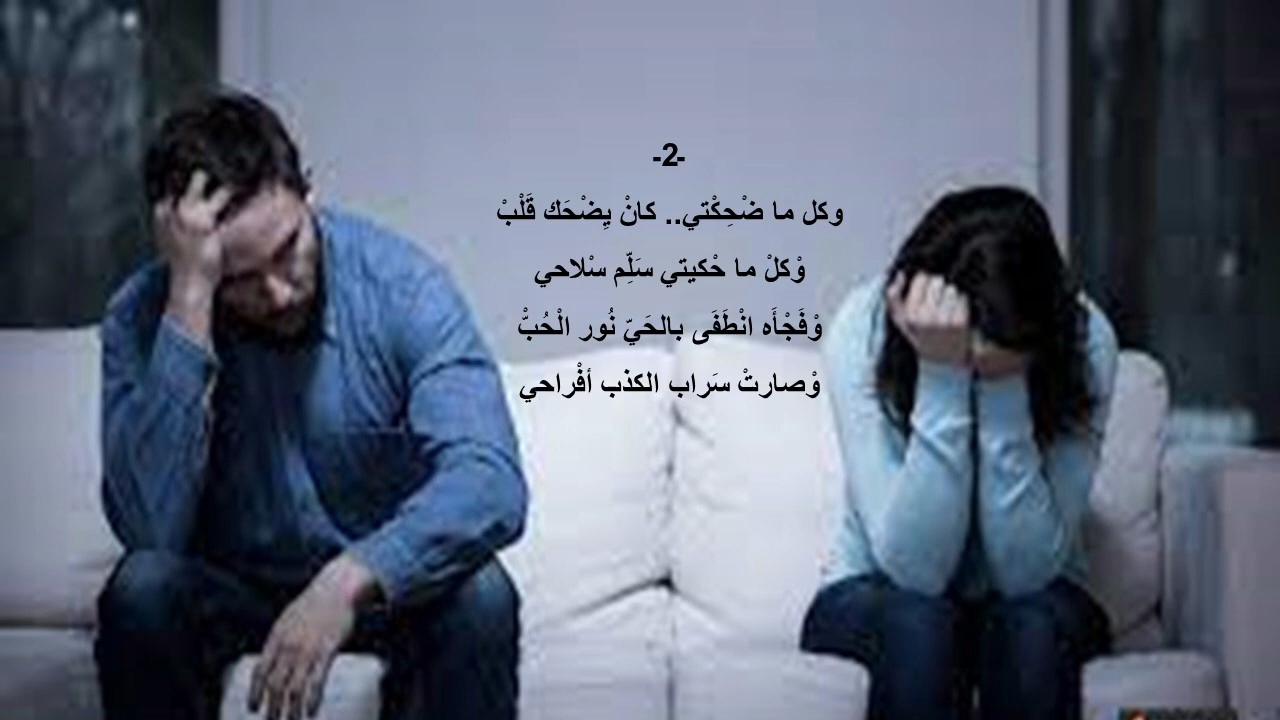 -2-
وكل ما ضْحِكْتي.. كانْ يِضْحَك قَلْبْ
وْكلْ ما حْكيتي سَلِّم سْلاحي
وْفَجْأَه انْطَفَى بالحَيّ نُور الْحُبّْ
وْصارتْ سَراب الكذب أفْراحي